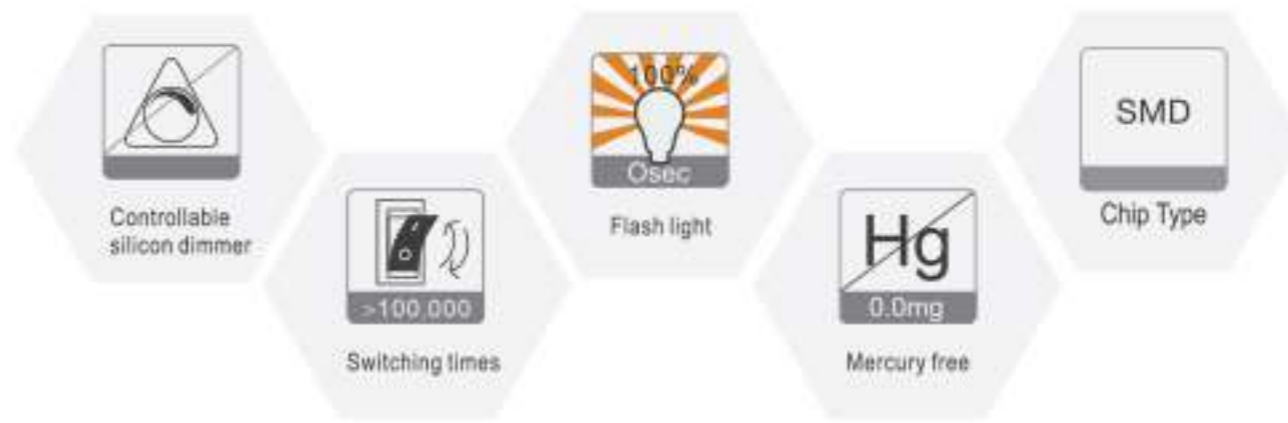 Controllable
silicon dimmer
>100,000
Switching times
100%
0sec
Flash light
Hg
0.0mg
Mercury free
SMD
Chip Type